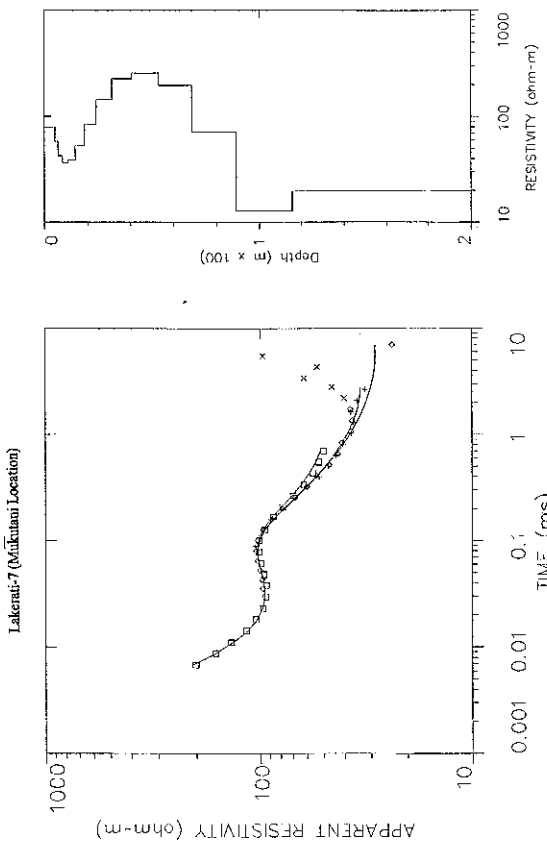 Lakerati-7 (Mukutani Location)
APPARENT RESISTIVITY (ohm-m)
1000
100
10
0.001
0.01
0.1
1
10
TIME (ms)
Depth (m x 100)
0
1
2
10
100
1000
RESISTIVITY (ohm-m)